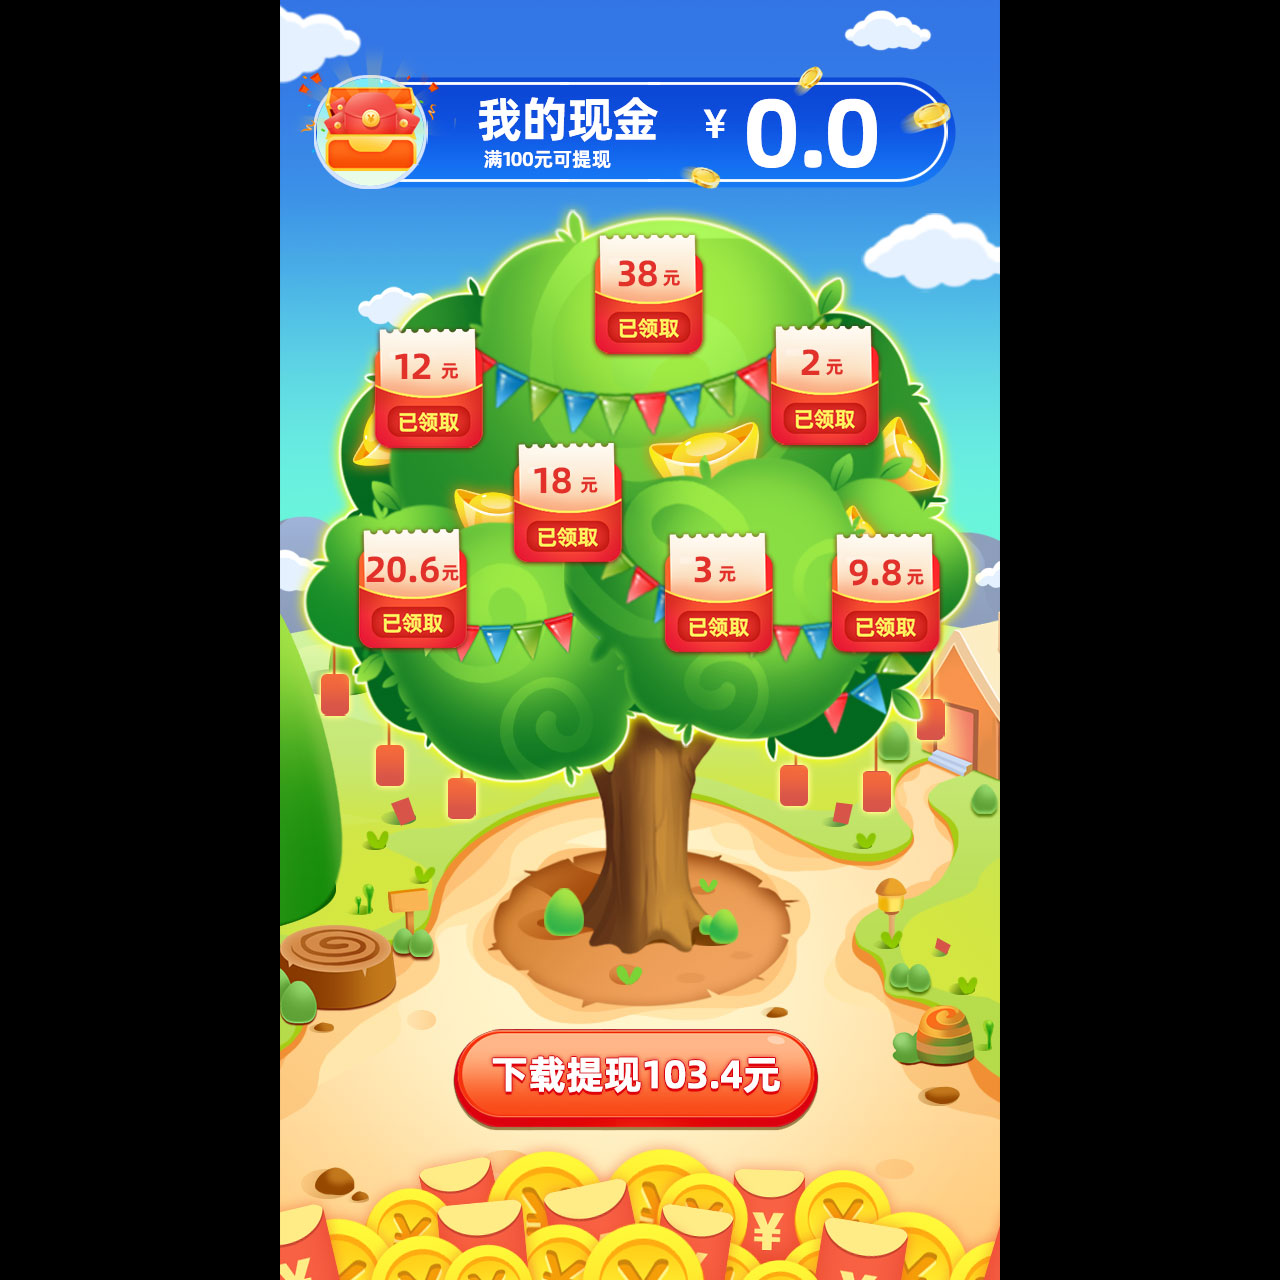 我的现金 ¥ 0.0
满100元可提现
38元
已领取
12元
已领取
2元
已领取
18元
已领取
20.6元
已领取
3元
已领取
9.8元
已领取
下载提现103.4元
¥
¥
¥